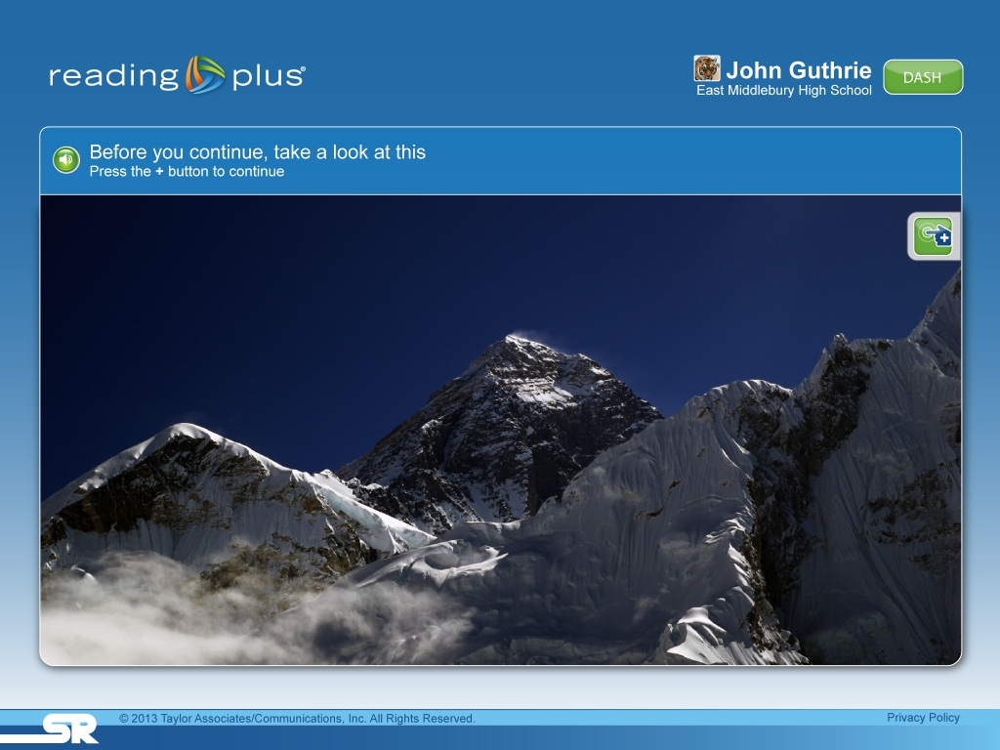 reading plus®
John Guthrie
East Middlebury High School
DASH
Before you continue, take a look at this
Press the + button to continue
SR
© 2013 Taylor Associates/Communications, Inc. All Rights Reserved.
Privacy Policy